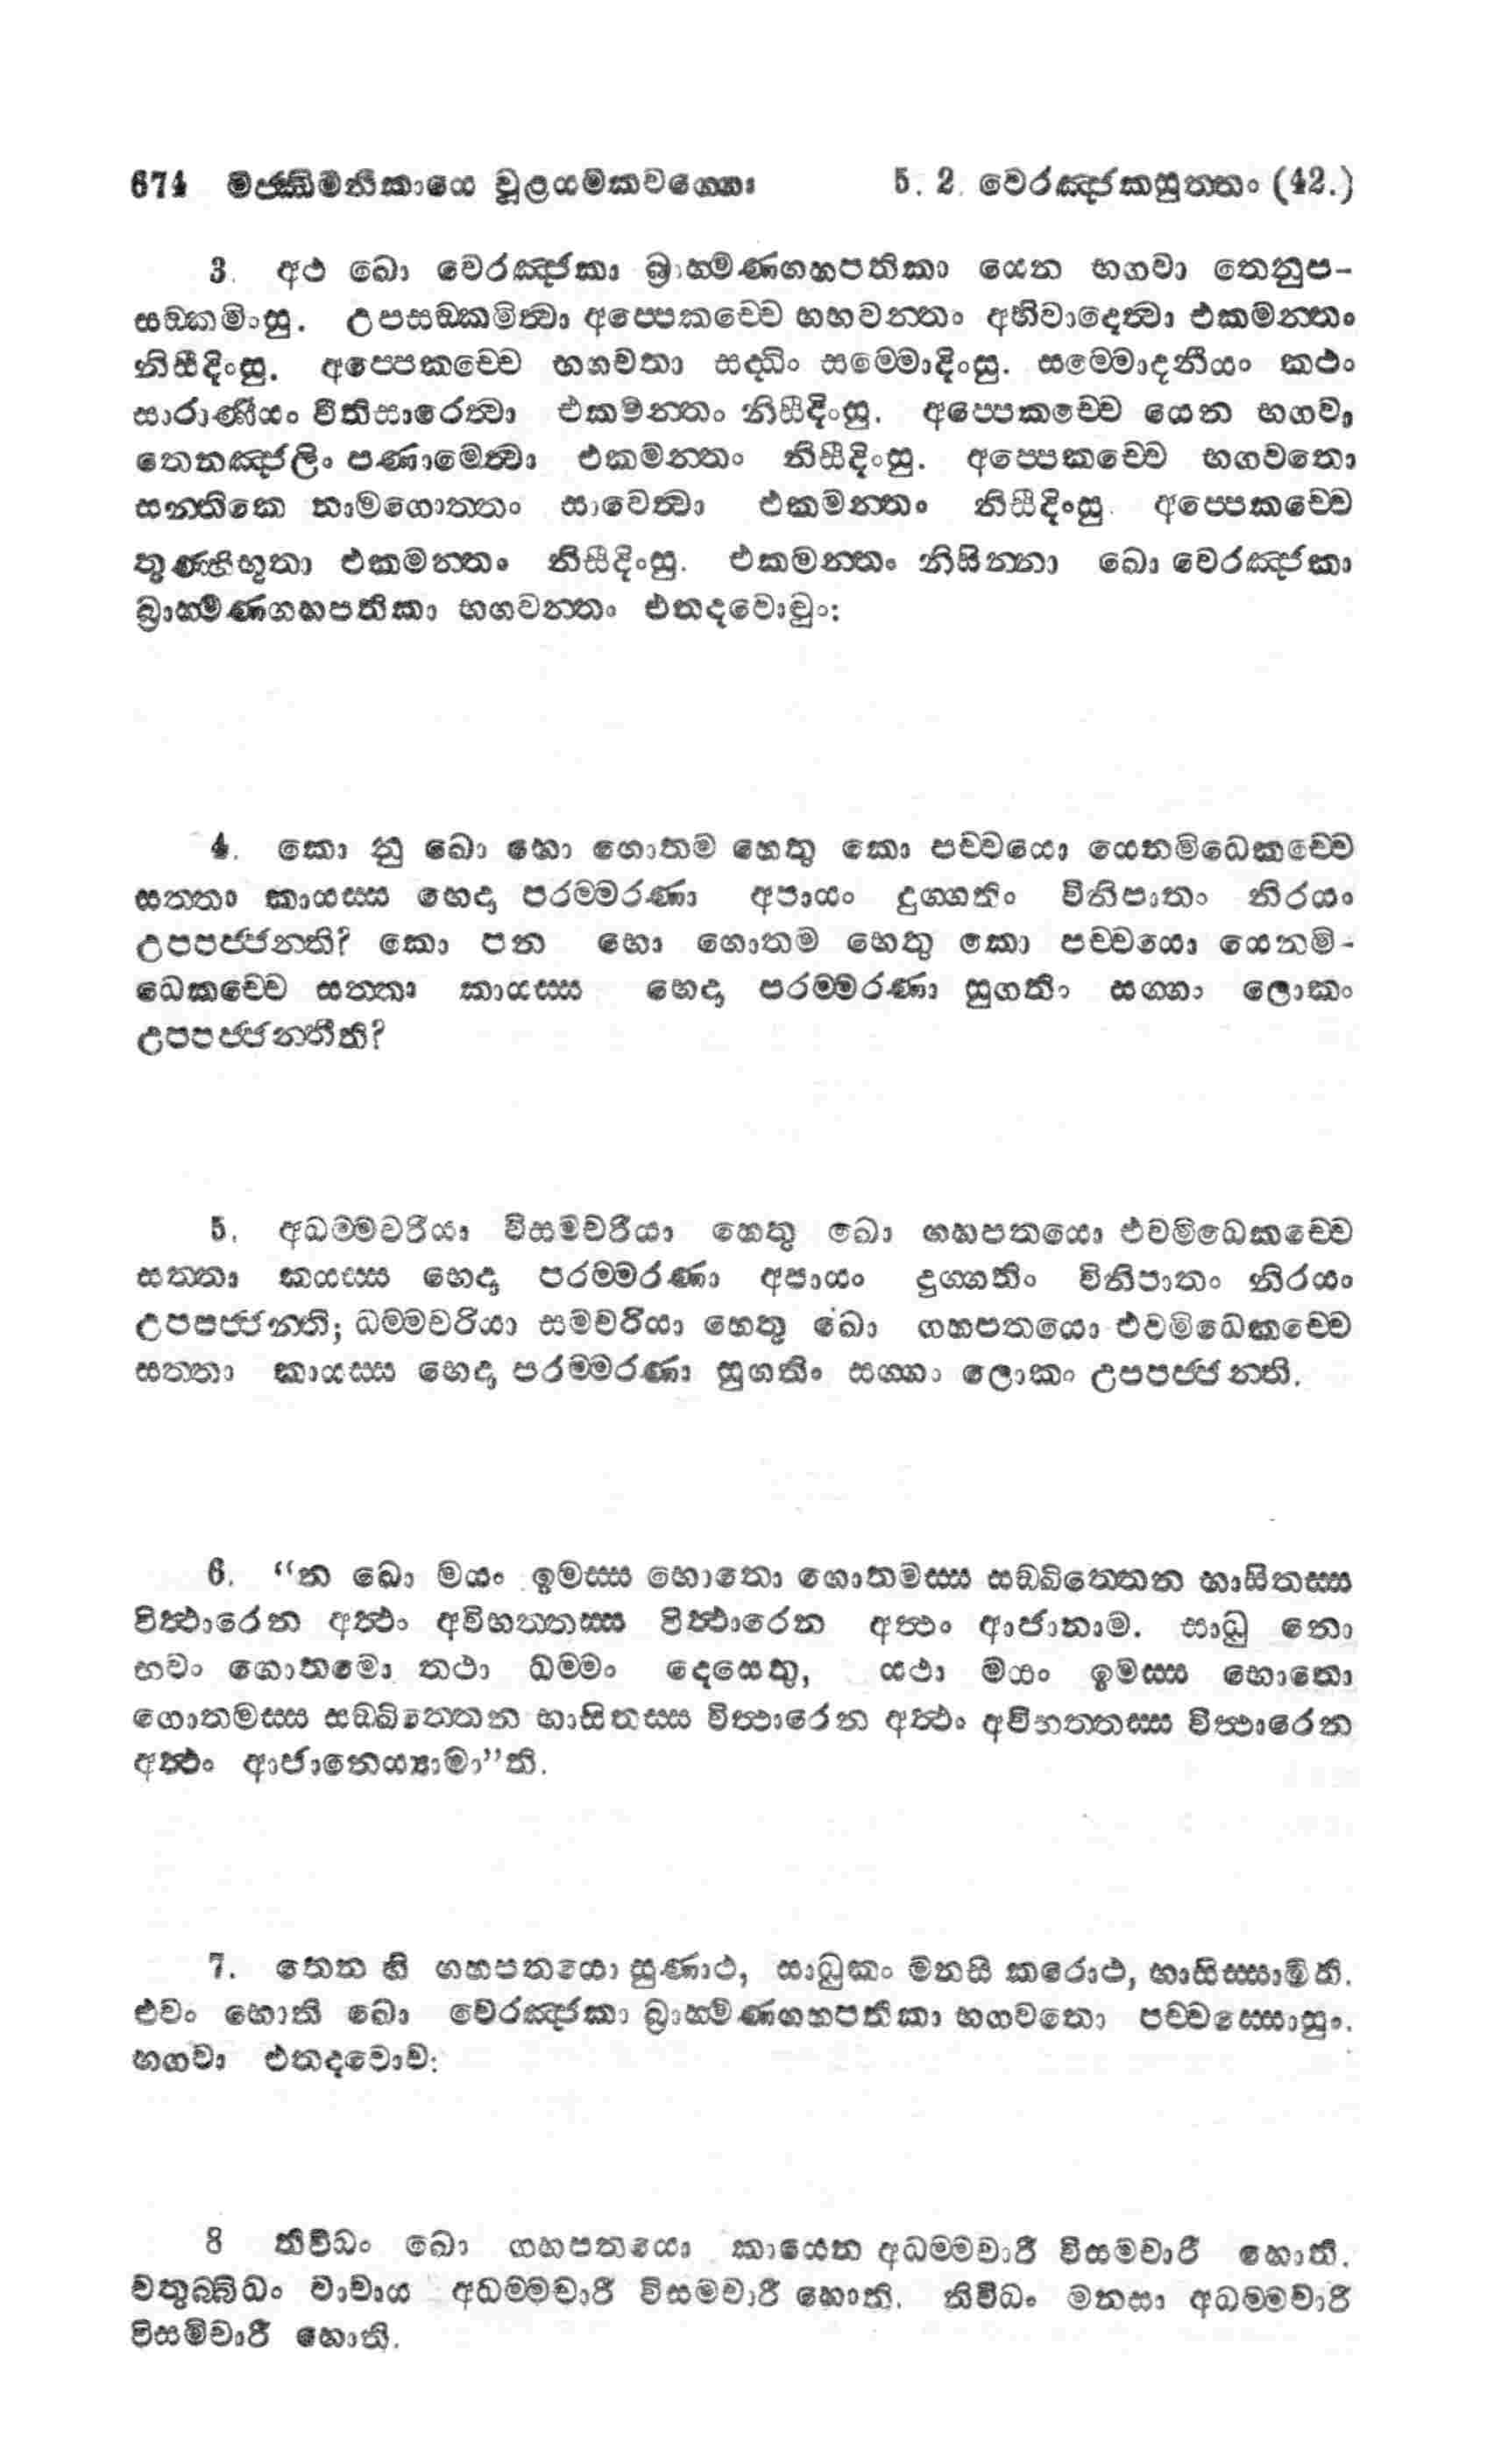 674 මජ්ඣිමනිකායෙ චූළයමකවග්ගො 5. 2. වෙරඤ්ජකසුත්තං (42.)
3. අථ ඛො වෙරඤ්ජකා බ්‍රාහ්මණගහපතිකා යෙන භගවා තෙනුප-
සඞ්කමිංසු. උපසඞ්කමිත්වා අප්පෙකච්චෙ භභවන්තං අභිවාදෙත්වා එකමන්තං
නිසීදිංසු. අප්පෙකච්චෙ භගවතා සද්ධිං සම්මොදිංසු. සම්මොදනීයං කථං
සාරාණීයං වීතිසාරෙත්වා එකමන්තං නිසීදිංසු. අප්පෙකච්චෙ යෙන භගවා
තෙනඤ්ජලිං පණාමෙත්වා එකමන්තං නිසීදිංසු. අප්පෙකච්චෙ භගවතො
සන්තිකෙ නාමගොත්තං සාවෙත්වා එකමන්තං නිසීදිංසු. අප්පෙකච්චෙ
තුණ්හිභූතා එකමන්තං නිසීදිංසු. එකමන්තං නිසින්නා ඛො වෙරඤ්ජකා
බ්‍රාහ්මණගහපතිකා භගවන්තං එතදවොචුං:
4. කො නු ඛො භො ගොතම හෙතු කො පච්චයො යෙනමිධෙකච්චෙ
සත්තා කායස්ස භෙදා පරම්මරණා අපායං දුග්ගතිං විනිපාතං නිරයං
උපපජ්ජන්ති? කො පන භො ගොතම හෙතු කො පච්චයො යෙනමි-
ධෙකච්චෙ සත්තා කායස්ස භෙදා පරම්මරණා සුගතිං සග්ගං ලොකං
උපපජ්ජන්තීති?
5. අධම්මචරියා විසමචරියා හෙතු ඛො ගහපතයො එවමිධෙකච්චෙ
සත්තා කයස්ස භෙදා පරම්මරණා අපායං දුග්ගතිං විනිපාතං නිරයං
උපපජ්ජන්ති; ධම්මචරියා සමචරියා හෙතු ඛො ගහපතයො එවමිධෙකච්චෙ
සත්තා කායස්ස භෙදා පරම්මරණා සුගතිං සග්ගං ලොකං උපපජ්ජන්ති.
6. “න ඛො මයං ඉමස්ස භොතො ගොතමස්ස සඞ්ඛිත්තෙන භාසිතස්ස
විත්ථාරෙන අත්ථං අවිභත්තස්ස විත්ථාරෙන අත්ථං ආජානාම. සාධු නො
භවං ගොතමො තථා ධම්මං දෙසෙතු, යථා මයං ඉමස්ස භොතො
ගොතමස්ස සඞ්ඛිත්තෙන භාසිතස්ස විත්ථාරෙන අත්ථං අවිභත්තස්ස විත්ථාරෙන
අත්ථං ආජානෙය්‍යාමා”ති.
7. තෙන හි ගහපතයො සුණාථ, සාධුකං මනසි කරොථ, භාසිස්සාමීති.
එවං භොති ඛො වෙරඤ්ජකා බ්‍රාහ්මණගහපතිකා භගවතො පච්චස්සොසුං.
භගවා එතදවොච:
8 තිවිධං ඛො ගහපතයො කායෙන අධම්මචාරී විසමචාරී හොති.
චතුබ්බිධං වාචාය අධම්මචාරී විසමචාරී හොති. තිවිධං මනසා අධම්මචාරී
විසමචාරී හොති.